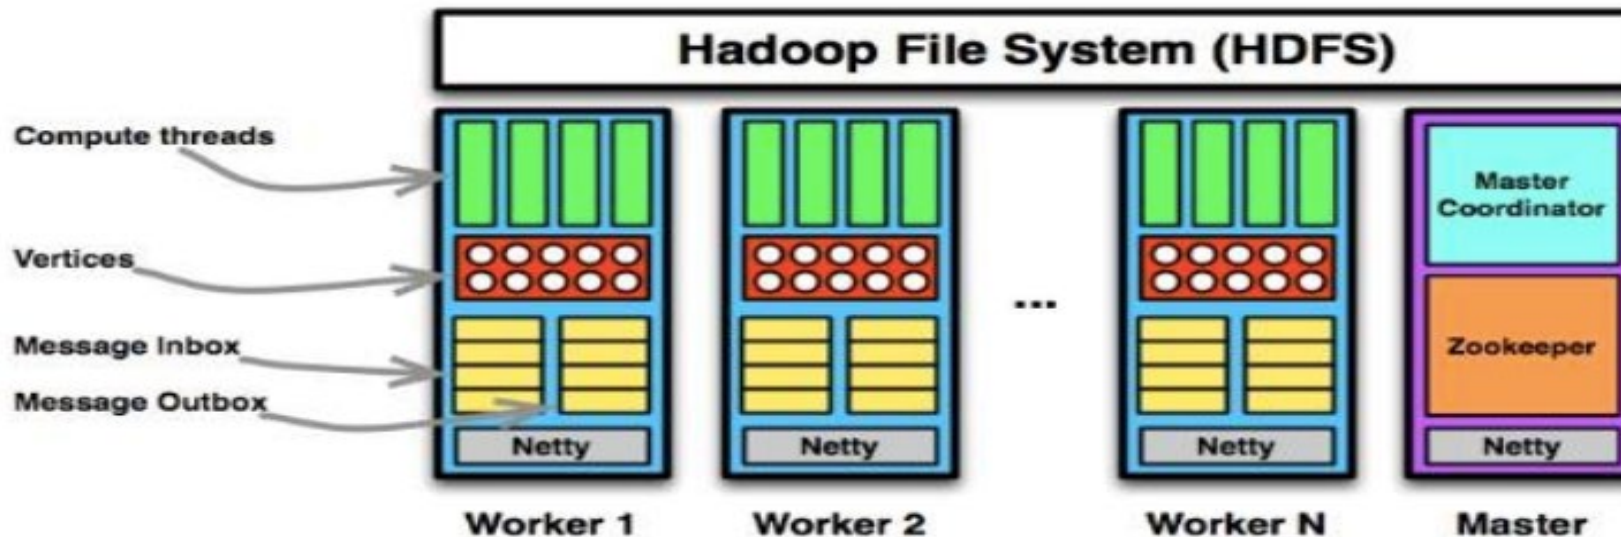 Hadoop File System (HDFS)
Compute threads
Vertices
Message Inbox
Message Outbox
...
Master
Coordinator
Zookeeper
Netty
Netty
Netty
Netty
Worker 1
Worker 2
Worker N
Master